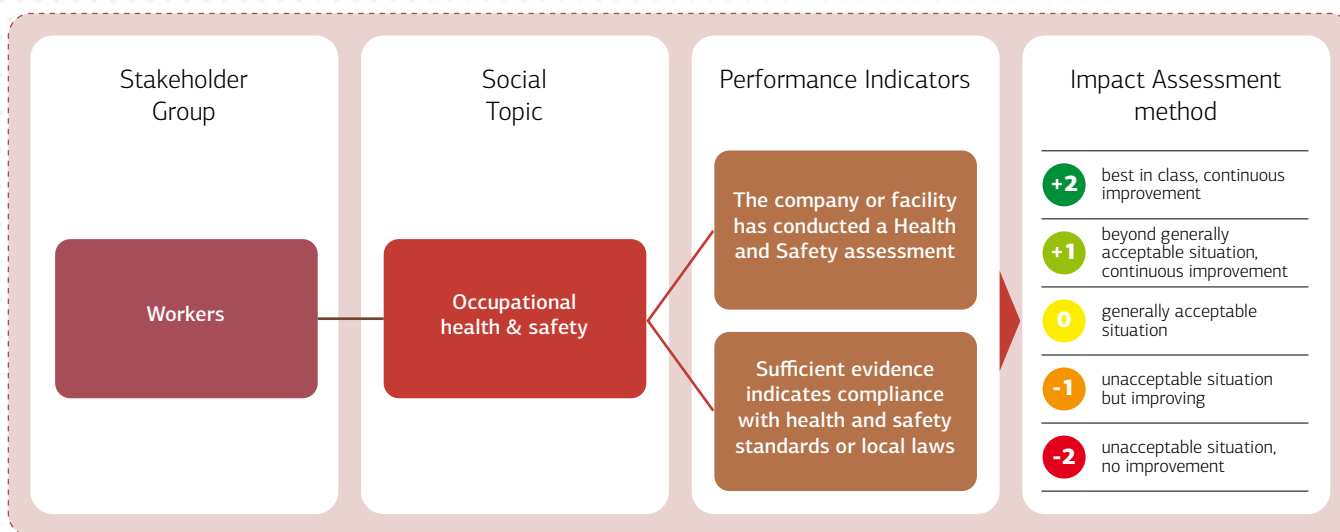 Stakeholder
Group
Workers
Social
Topic
Occupational
health & safety
Performance Indicators
The company or facility
has conducted a Health
and Safety assessment
Sufficient evidence
indicates compliance
with health and safety
standards or local laws
Impact Assessment
method
+2
best in class, continuous
improvement
+1
beyond generally
acceptable situation,
continuous improvement
0
generally acceptable
situation
-1
unacceptable situation
but improving
-2
unacceptable situation,
no improvement